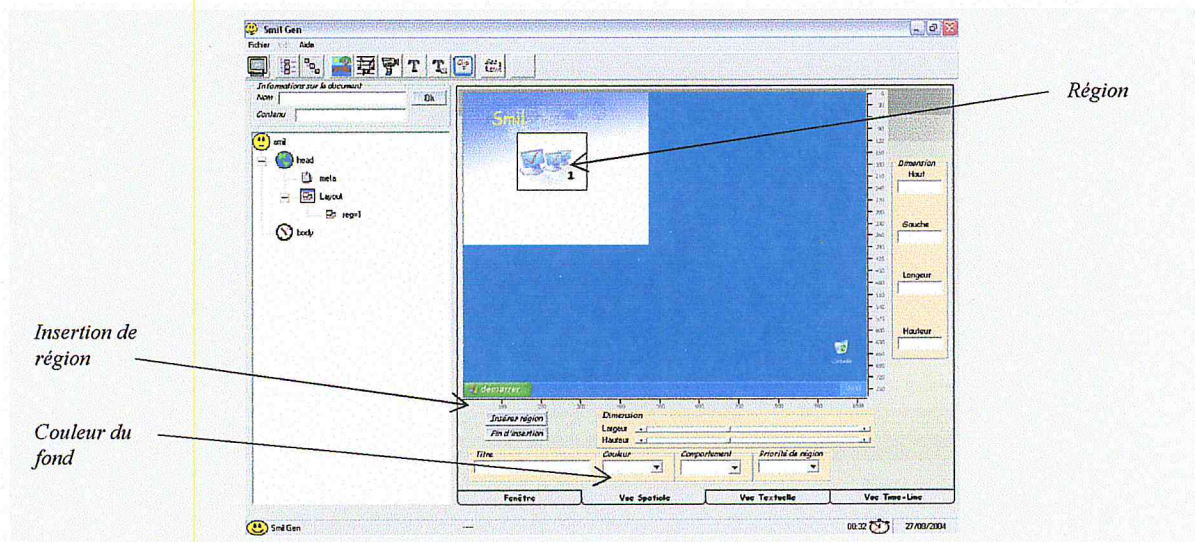 Smil Gen
Fichier Aide
Informations sur le document
Nom Ok
Contenu
smil
head
meta
Layout
reg=1
body
Smil
1
démarrer
Région
Dimension
Haut
Gauche
Longeur
Hauteur
Insertion de
région
Couleur du
fond
Insérez région
Fin d'insertion
Dimension
Largeur
Hauteur
Titre
Couleur
Comportement
Priorité de région
Fenêtre
Vue Spatiale
Vue Textuelle
Vue Time-Line
Smil Gen
00:32
27/09/2004